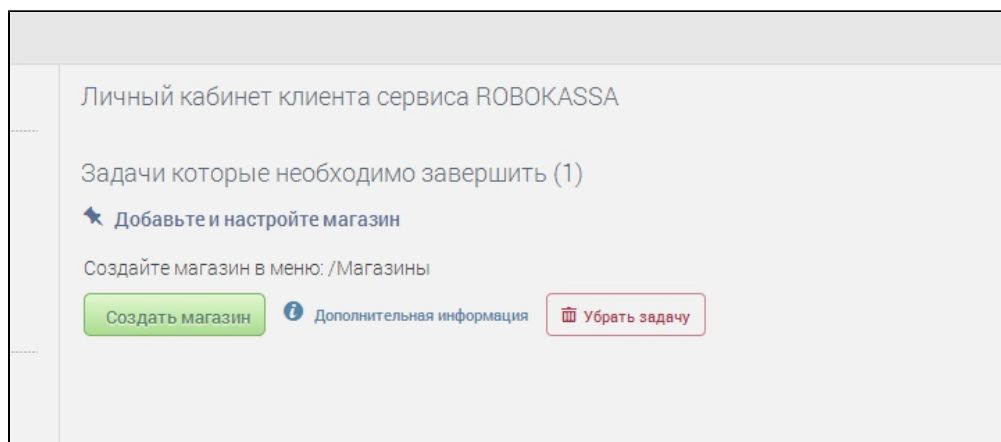 Личный кабинет клиента сервиса ROBOKASSA
Задачи которые необходимо завершить (1)
Добавьте и настройте магазин
Создайте магазин в меню: /Магазины
Создать магазин Дополнительная информация Убрать задачу